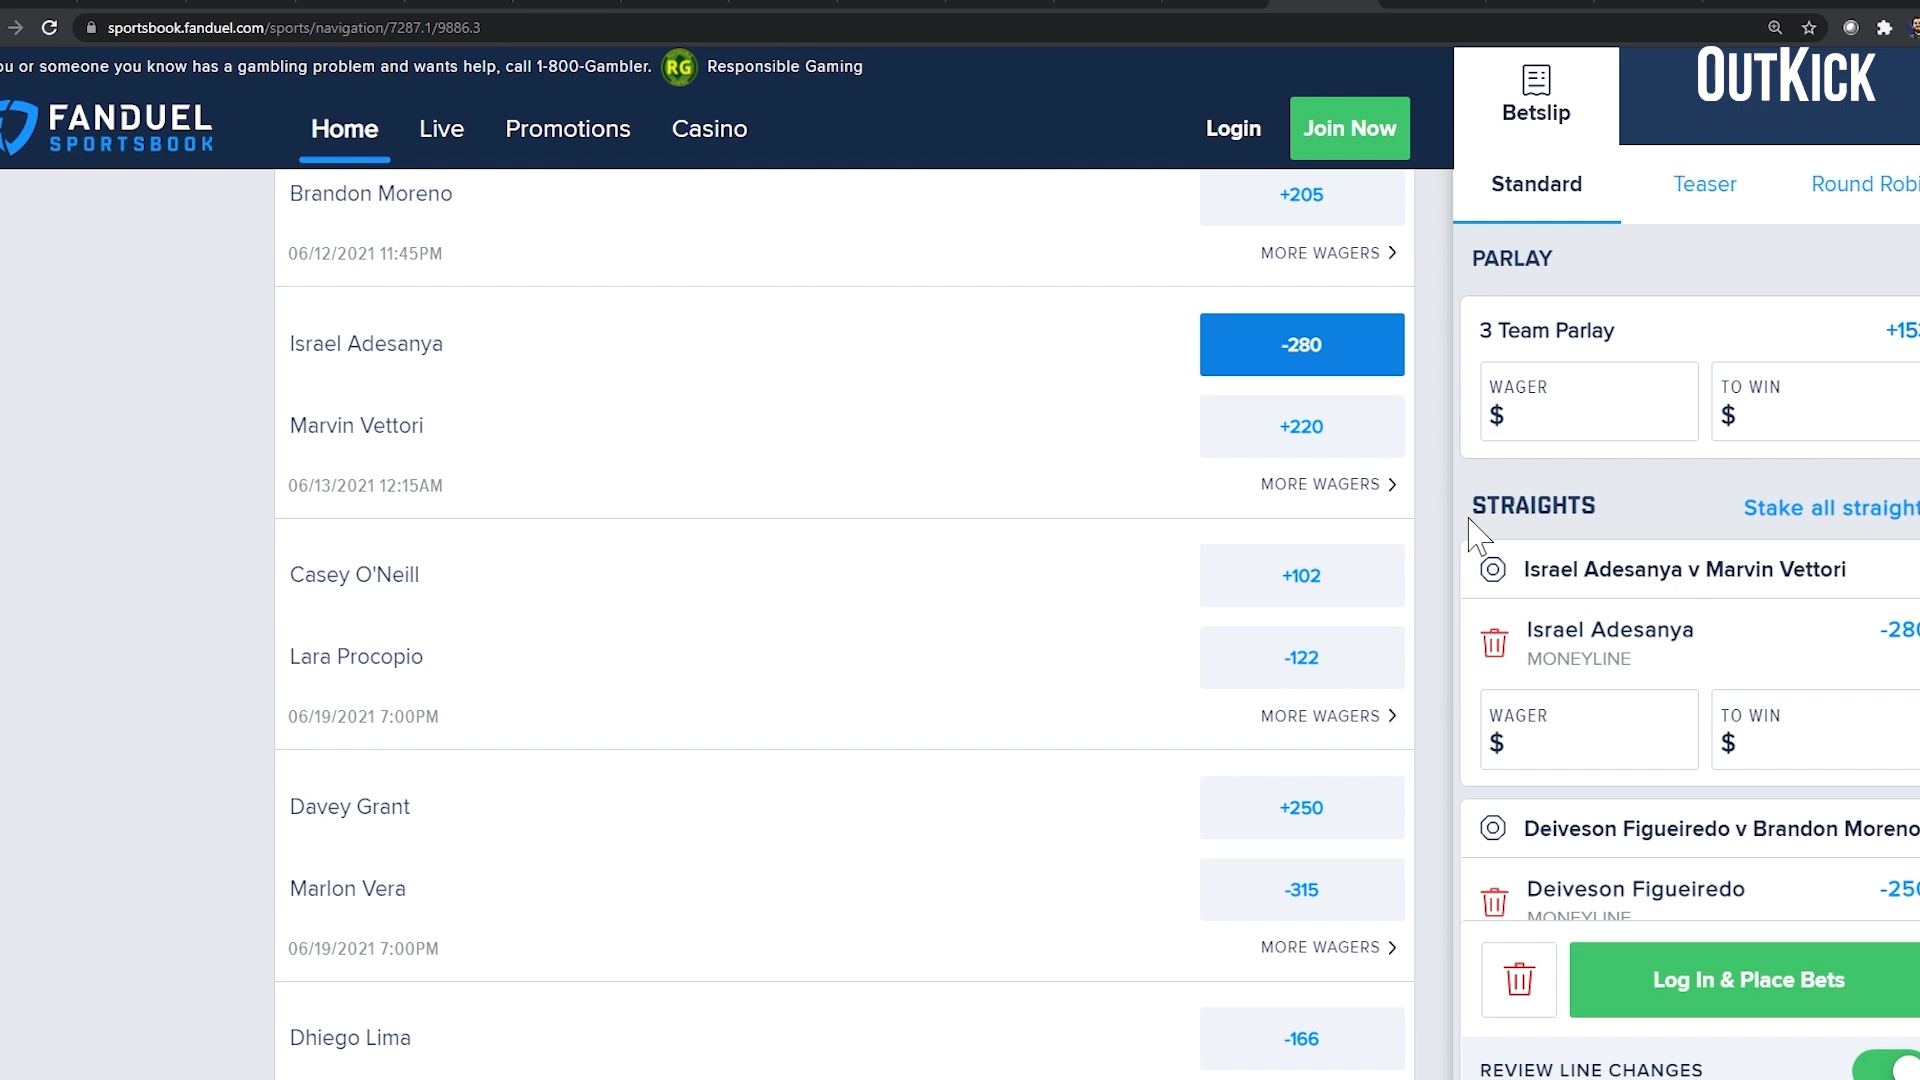 sportsbook.fanduel.com/sports/navigation/7287.1/9886.3
ou or someone you know has a gambling problem and wants help, call 1-800-Gambler. RG Responsible Gaming
OUTKICK
Betslip
FANDUEL
SPORTSBOOK
Home Live Promotions Casino
Login Join Now
Standard Teaser Round Robi
Brandon Moreno +205
06/12/2021 11:45PM MORE WAGERS
Israel Adesanya -280
Marvin Vettori +220
06/13/2021 12:15AM MORE WAGERS
Casey O'Neill +102
Lara Procopio -122
06/19/2021 7:00PM MORE WAGERS
Davey Grant +250
Marlon Vera -315
06/19/2021 7:00PM MORE WAGERS
Dhiego Lima -166
PARLAY
3 Team Parlay +153
WAGER TO WIN
$ $
STRAIGHTS Stake all straight
Israel Adesanya v Marvin Vettori
Israel Adesanya -280
MONEYLINE
WAGER TO WIN
$ $
Deiveson Figueiredo v Brandon Moreno
Deiveson Figueiredo -250
MONEYLINE
Log In & Place Bets
REVIEW LINE CHANGES